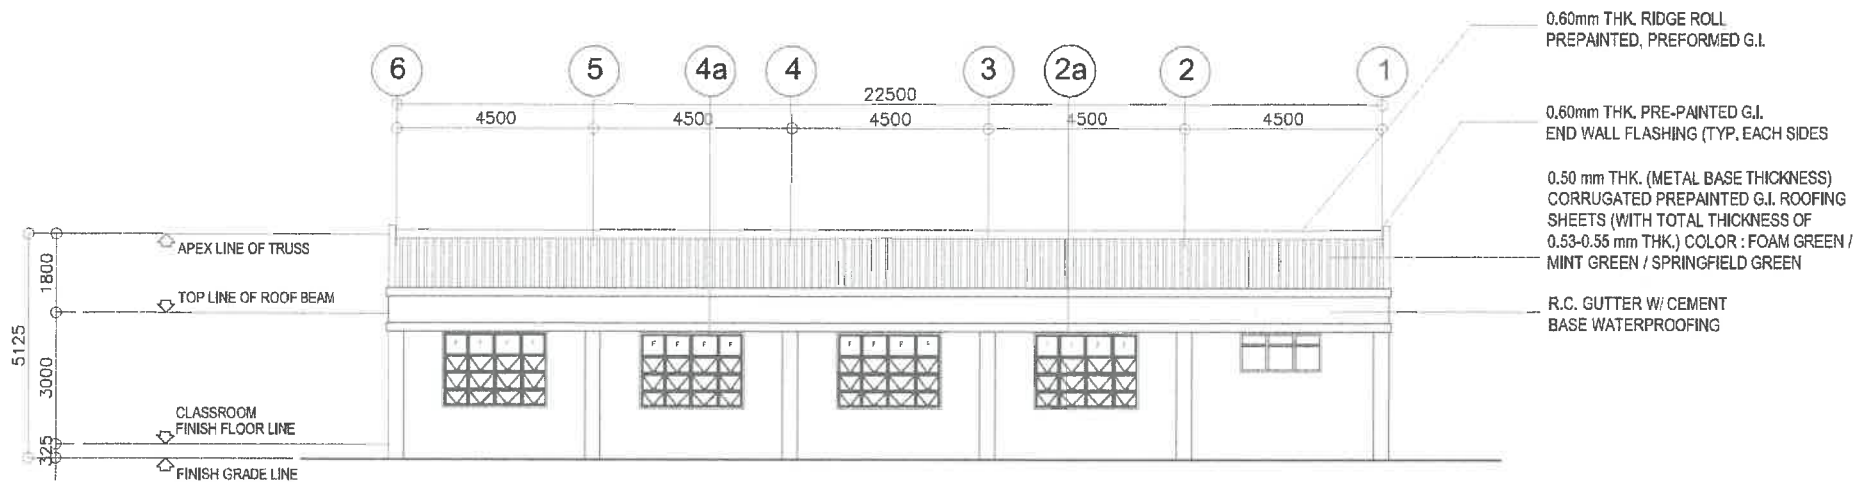 0.60mm THK. RIDGE ROLL
PREPAINTED, PREFORMED G.I.
6 5 4a 4 3 2a 2 1
22500
4500 4500 4500 4500 4500
0.60mm THK. PRE-PAINTED G.I.
END WALL FLASHING (TYP. EACH SIDES
0.50 mm THK. (METAL BASE THICKNESS)
CORRUGATED PREPAINTED G.I. ROOFING
SHEETS (WITH TOTAL THICKNESS OF
0.53-0.55 mm THK.) COLOR : FOAM GREEN /
MINT GREEN / SPRINGFIELD GREEN
R.C. GUTTER W/ CEMENT
BASE WATERPROOFING
APEX LINE OF TRUSS
1800
TOP LINE OF ROOF BEAM
5125
3000
CLASSROOM
FINISH FLOOR LINE
325
FINISH GRADE LINE
F F F F
F F F F